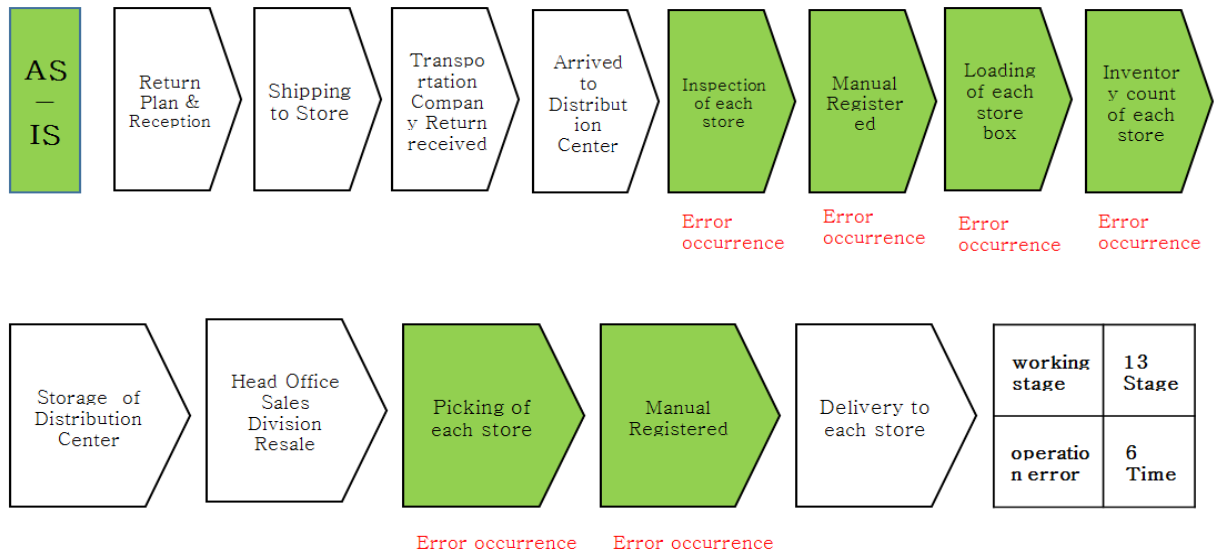 AS
–
IS
Return
Plan &
Reception
Shipping
to Store
Transpo
rtation
Compan
y Return
received
Arrived
to
Distribut
ion
Center
Inspection
of each
store
Manual
Register
ed
Loading
of each
store
box
Inventor
y count
of each
store
Error
occurrence
Error
occurrence
Error
occurrence
Error
occurrence
Storage of
Distribution
Center
Head Office
Sales
Division
Resale
Picking of
each store
Manual
Registered
Delivery to
each store
working
stage
13
Stage
operatio
n error
6
Time
Error occurrence
Error occurrence